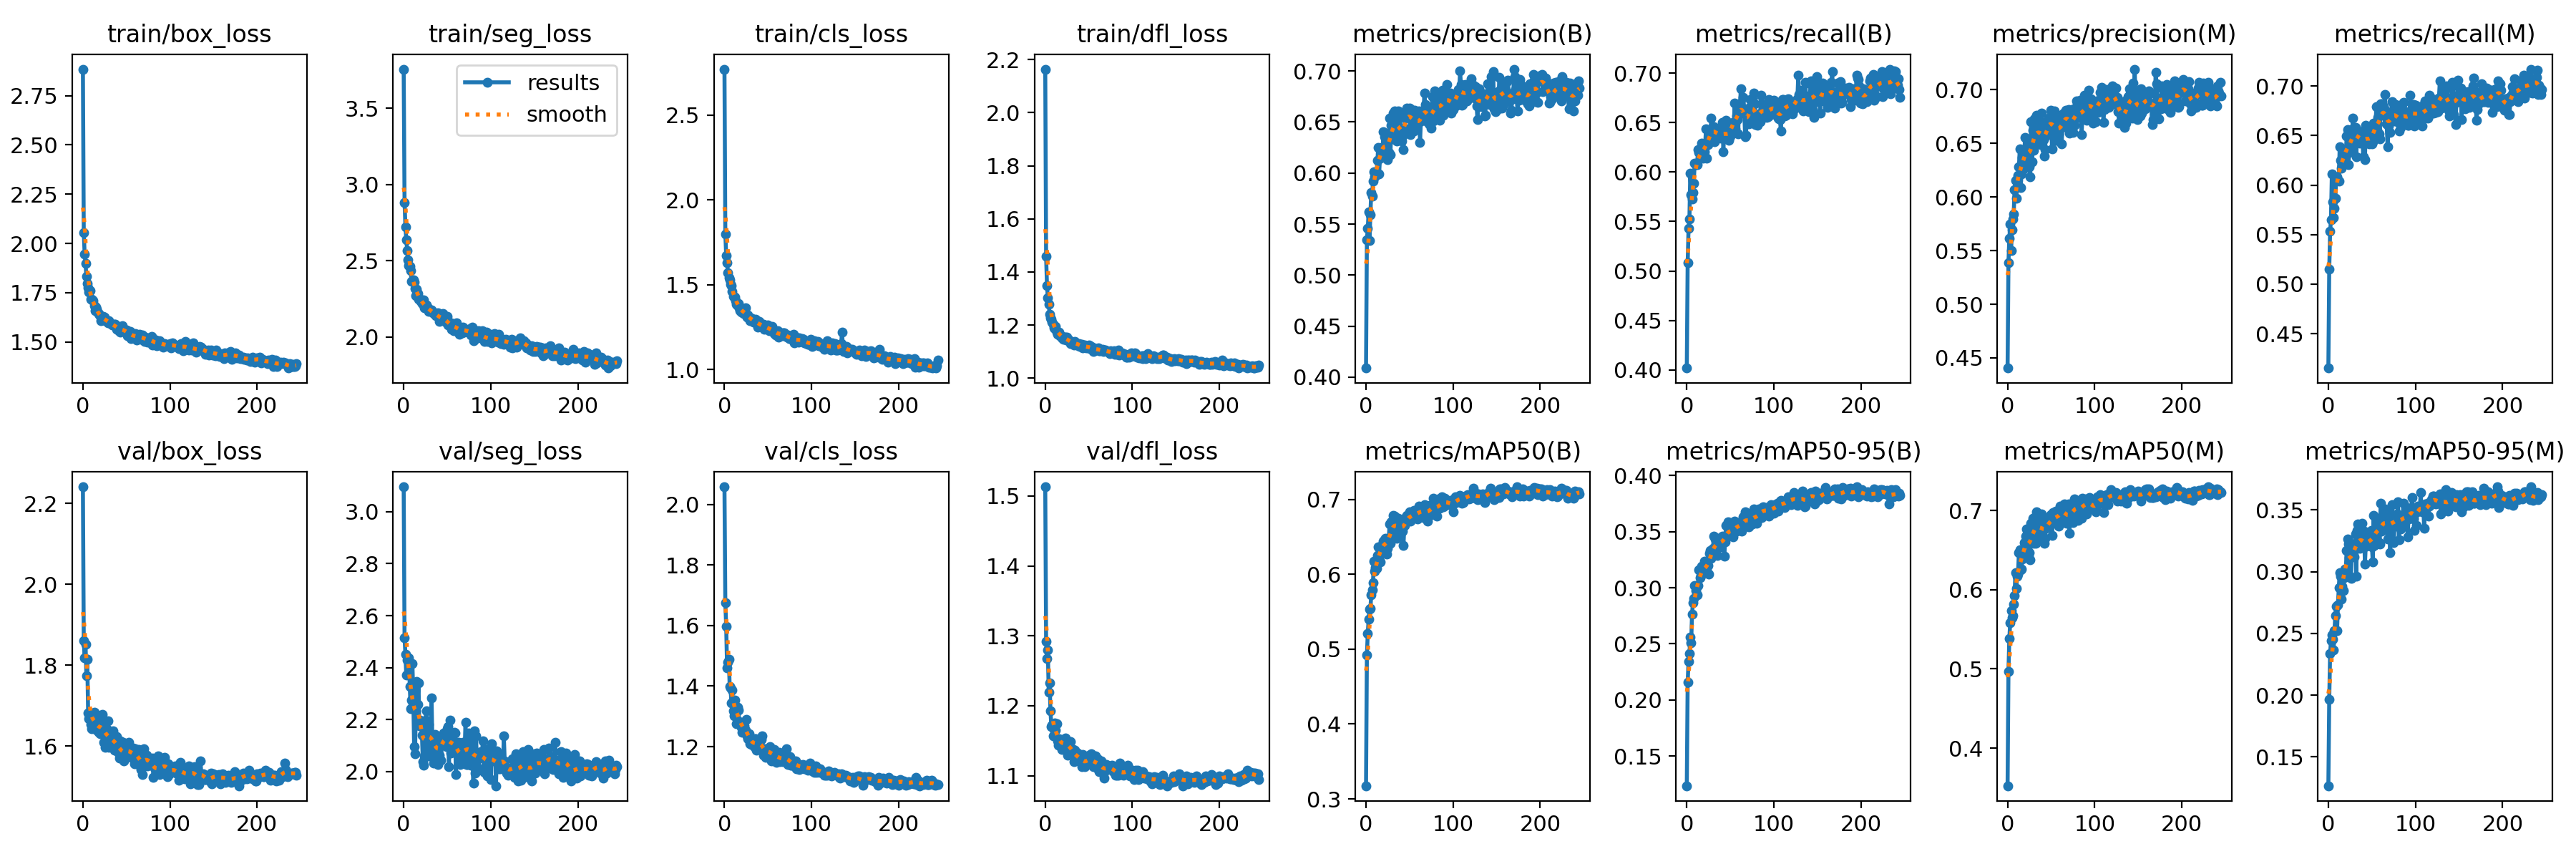 train/box_loss
2.75
2.50
2.25
2.00
1.75
1.50
0 100 200
train/seg_loss
results
smooth
3.5
3.0
2.5
2.0
0 100 200
train/cls_loss
2.5
2.0
1.5
1.0
0 100 200
train/dfl_loss
2.2
2.0
1.8
1.6
1.4
1.2
1.0
0 100 200
metrics/precision(B)
0.70
0.65
0.60
0.55
0.50
0.45
0.40
0 100 200
metrics/recall(B)
0.70
0.65
0.60
0.55
0.50
0.45
0.40
0 100 200
metrics/precision(M)
0.70
0.65
0.60
0.55
0.50
0.45
0 100 200
metrics/recall(M)
0.70
0.65
0.60
0.55
0.50
0.45
0 100 200
val/box_loss
2.2
2.0
1.8
1.6
0 100 200
val/seg_loss
3.0
2.8
2.6
2.4
2.2
2.0
0 100 200
val/cls_loss
2.0
1.8
1.6
1.4
1.2
0 100 200
val/dfl_loss
1.5
1.4
1.3
1.2
1.1
0 100 200
metrics/mAP50(B)
0.7
0.6
0.5
0.4
0.3
0 100 200
metrics/mAP50-95(B)
0.40
0.35
0.30
0.25
0.20
0.15
0 100 200
metrics/mAP50(M)
0.7
0.6
0.5
0.4
0 100 200
metrics/mAP50-95(M)
0.35
0.30
0.25
0.20
0.15
0 100 200